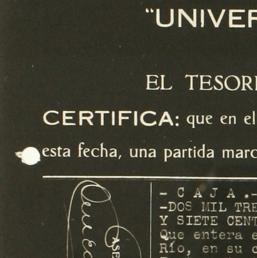 "UNIVER
EL TESOR
CERTIFICA: que en el
esta fecha, una partida marc
- C A J A .-
-DOS MIL TRE
Y SIETE CENT
Que entera e
Río, en su c